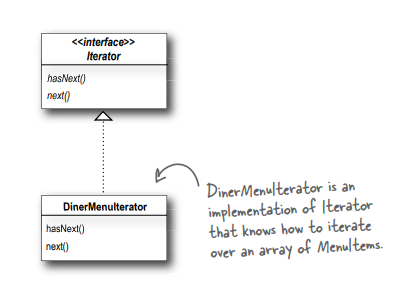 <<interface>>
Iterator
hasNext()
next()
DinerMenuIterator
hasNext()
next()
DinerMenuIterator is an
implementation of Iterator
that knows how to iterate
over an array of MenuItems.